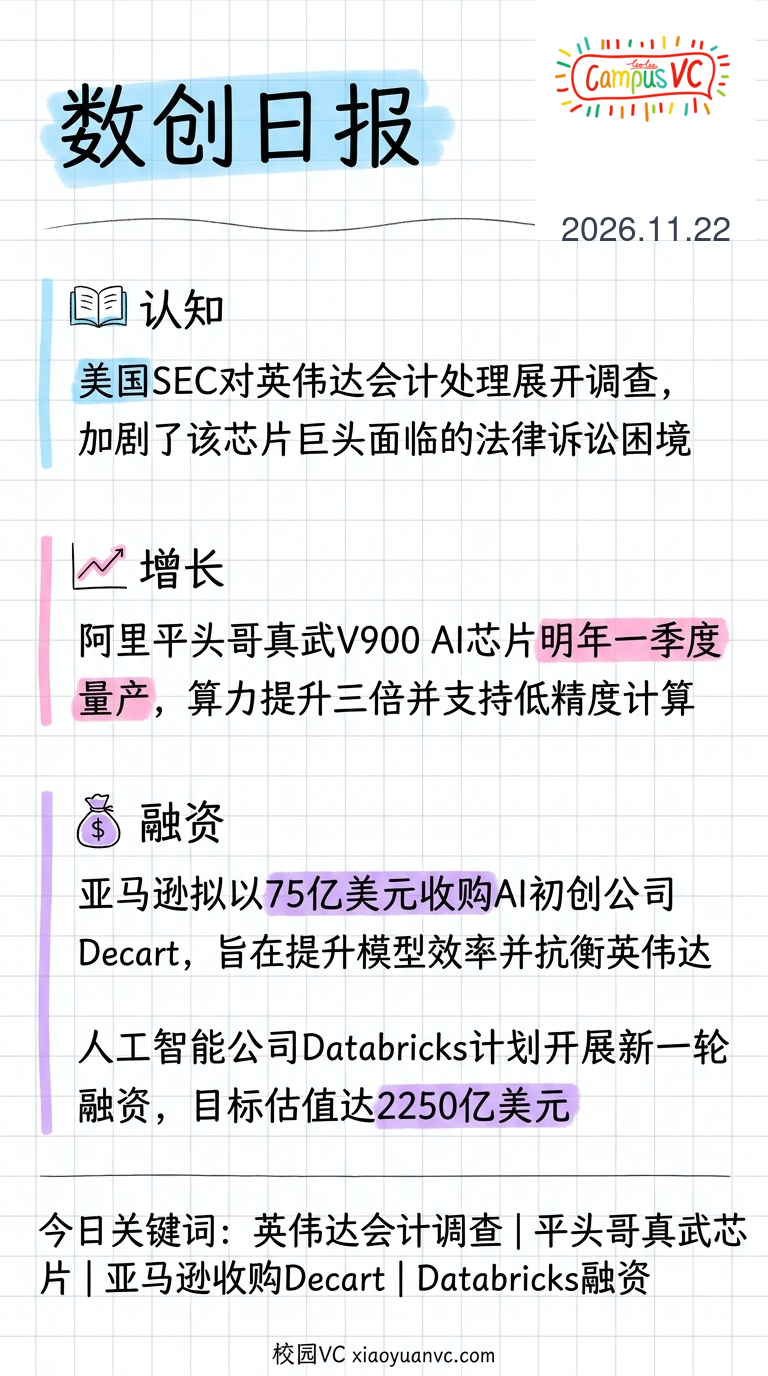 数创日报
leolee
Campus VC
2026.11.22
认知
美国SEC对英伟达会计处理展开调查，
加剧了该芯片巨头面临的法律诉讼困境
增长
阿里平头哥真武V900 AI芯片明年一季度
量产，算力提升三倍并支持低精度计算
$ 融资
亚马逊拟以75亿美元收购AI初创公司
Decart，旨在提升模型效率并抗衡英伟达
人工智能公司Databricks计划开展新一轮
融资，目标估值达2250亿美元
今日关键词：英伟达会计调查 | 平头哥真武芯
片 | 亚马逊收购Decart | Databricks融资
校园VC xiaoyuanvc.com